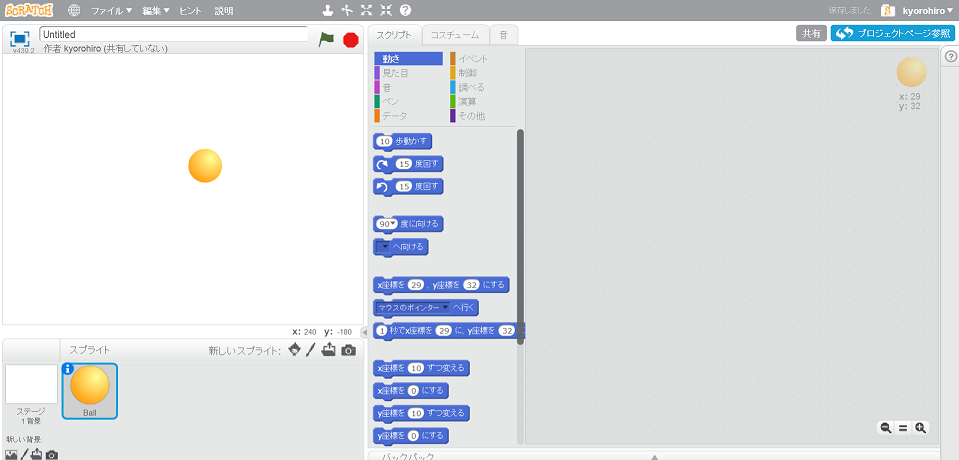 SCRATCH ファイル▼ 編集▼ ヒント 説明 保存しました kyorohiro▼
v439.2 Untitled
作者 kyorohiro (共有していない)
スクリプト コスチューム 音 共有 プロジェクトページ参照
動き イベント
見た目 制御
音 調べる
ペン 演算
データ その他
x: 29
y: 32
10 歩動かす
15 度回す
15 度回す
90▼ 度に向ける
▼ へ向ける
x座標を 29 、y座標を 32 にする
マウスのポインター ▼ へ行く
1 秒でx座標を 29 に、y座標を 32
x座標を 10 ずつ変える
x座標を 0 にする
y座標を 10 ずつ変える
y座標を 0 にする
x: 240 y: -180
スプライト 新しいスプライト:
ステージ
1 背景
Ball
新しい背景:
バックパック